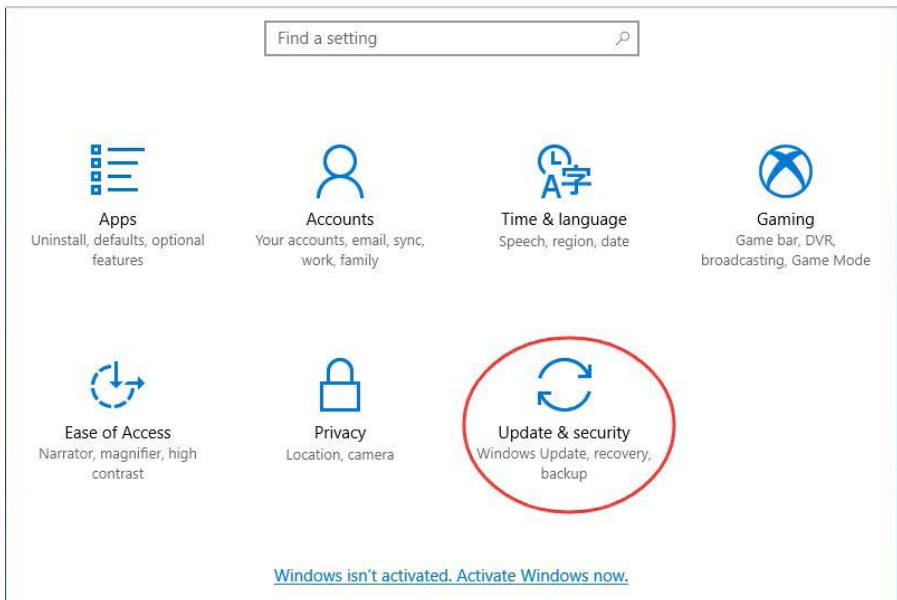 Find a setting
Apps
Uninstall, defaults, optional
features
Accounts
Your accounts, email, sync,
work, family
Time & language
Speech, region, date
Gaming
Game bar, DVR,
broadcasting, Game Mode
Ease of Access
Narrator, magnifier, high
contrast
Privacy
Location, camera
Update & security
Windows Update, recovery,
backup
Windows isn't activated. Activate Windows now.